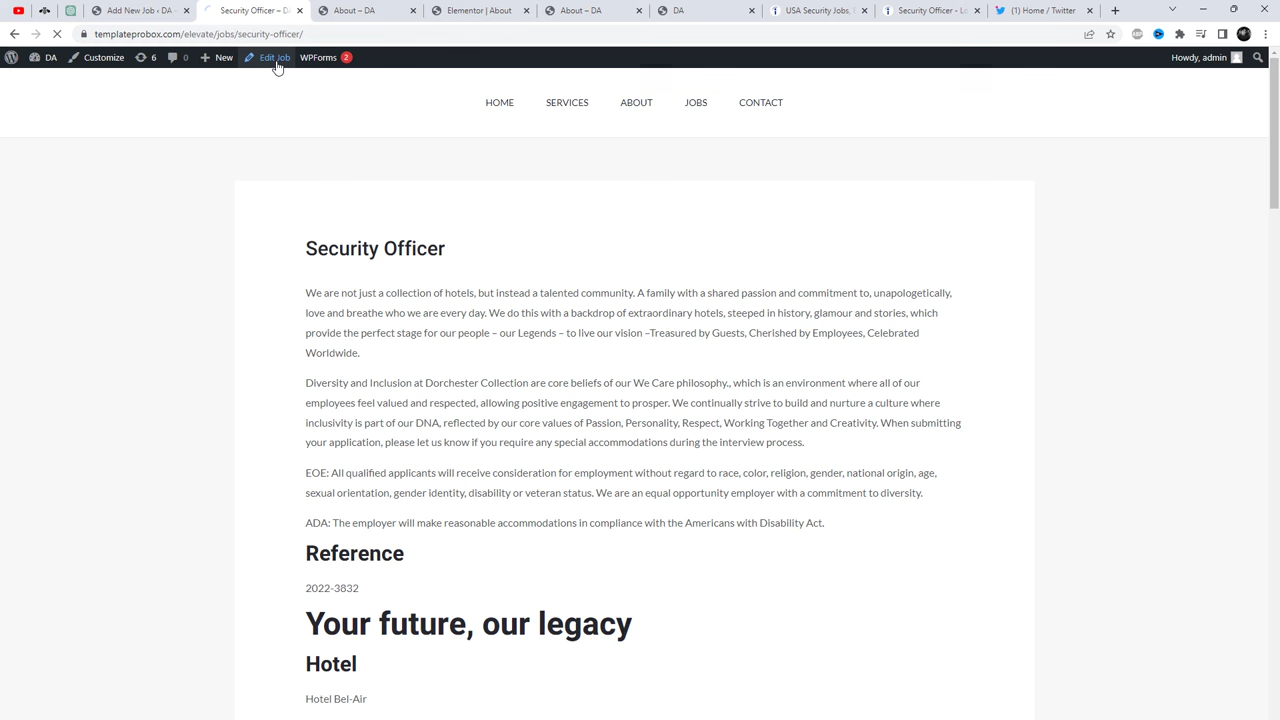 Add New Job ‹ DA –
Security Officer – D
About – DA
Elementor | About
About – DA
DA
USA Security Jobs,
Security Officer - Lo
(1) Home / Twitter
templateprobox.com/elevate/jobs/security-officer/
DA
Customize
6
0
New
Edit Job
WPForms 2
Howdy, admin
HOME
SERVICES
ABOUT
JOBS
CONTACT
Security Officer
We are not just a collection of hotels, but instead a talented community. A family with a shared passion and commitment to, unapologetically,
love and breathe who we are every day. We do this with a backdrop of extraordinary hotels, steeped in history, glamour and stories, which
provide the perfect stage for our people – our Legends – to live our vision –Treasured by Guests, Cherished by Employees, Celebrated
Worldwide.
Diversity and Inclusion at Dorchester Collection are core beliefs of our We Care philosophy., which is an environment where all of our
employees feel valued and respected, allowing positive engagement to prosper. We continually strive to build and nurture a culture where
inclusivity is part of our DNA, reflected by our core values of Passion, Personality, Respect, Working Together and Creativity. When submitting
your application, please let us know if you require any special accommodations during the interview process.
EOE: All qualified applicants will receive consideration for employment without regard to race, color, religion, gender, national origin, age,
sexual orientation, gender identity, disability or veteran status. We are an equal opportunity employer with a commitment to diversity.
ADA: The employer will make reasonable accommodations in compliance with the Americans with Disability Act.
Reference
2022-3832
Your future, our legacy
Hotel
Hotel Bel-Air